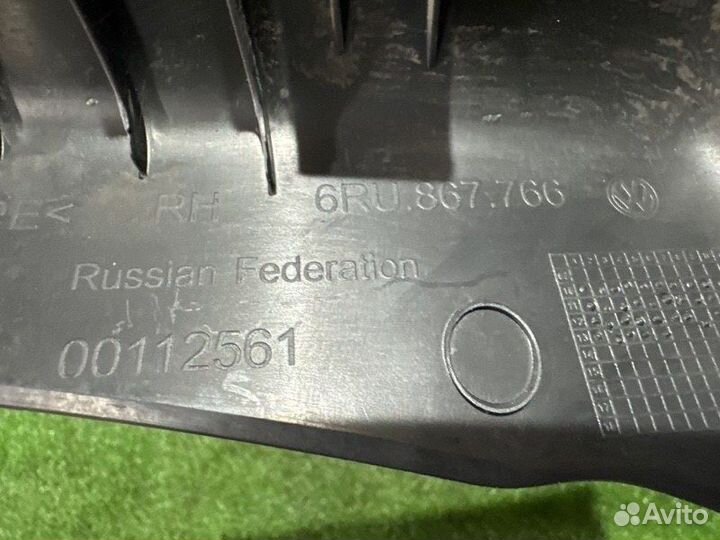 PE< RH 6RU.867.766
Russian Federation
00112561
Avito